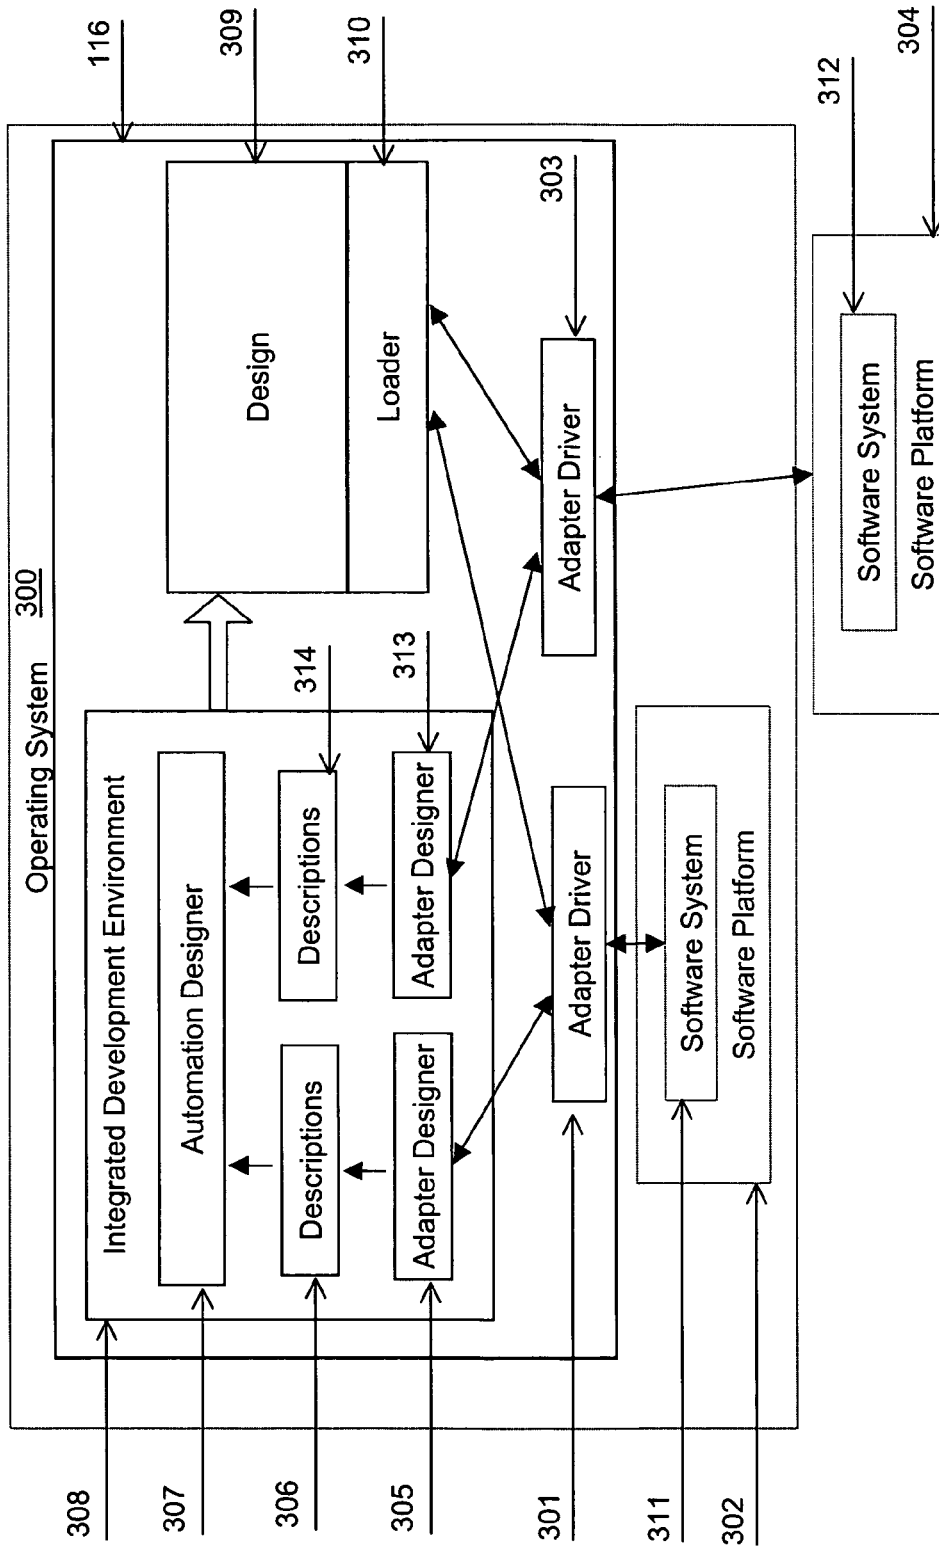 Operating System
300
Integrated Development Environment
Automation Designer
Descriptions
Descriptions
Adapter Designer
Adapter Designer
Design
Loader
Adapter Driver
Adapter Driver
Software System
Software Platform
Software System
Software Platform
308
307
306
305
301
311
302
314
313
116
309
310
303
312
304